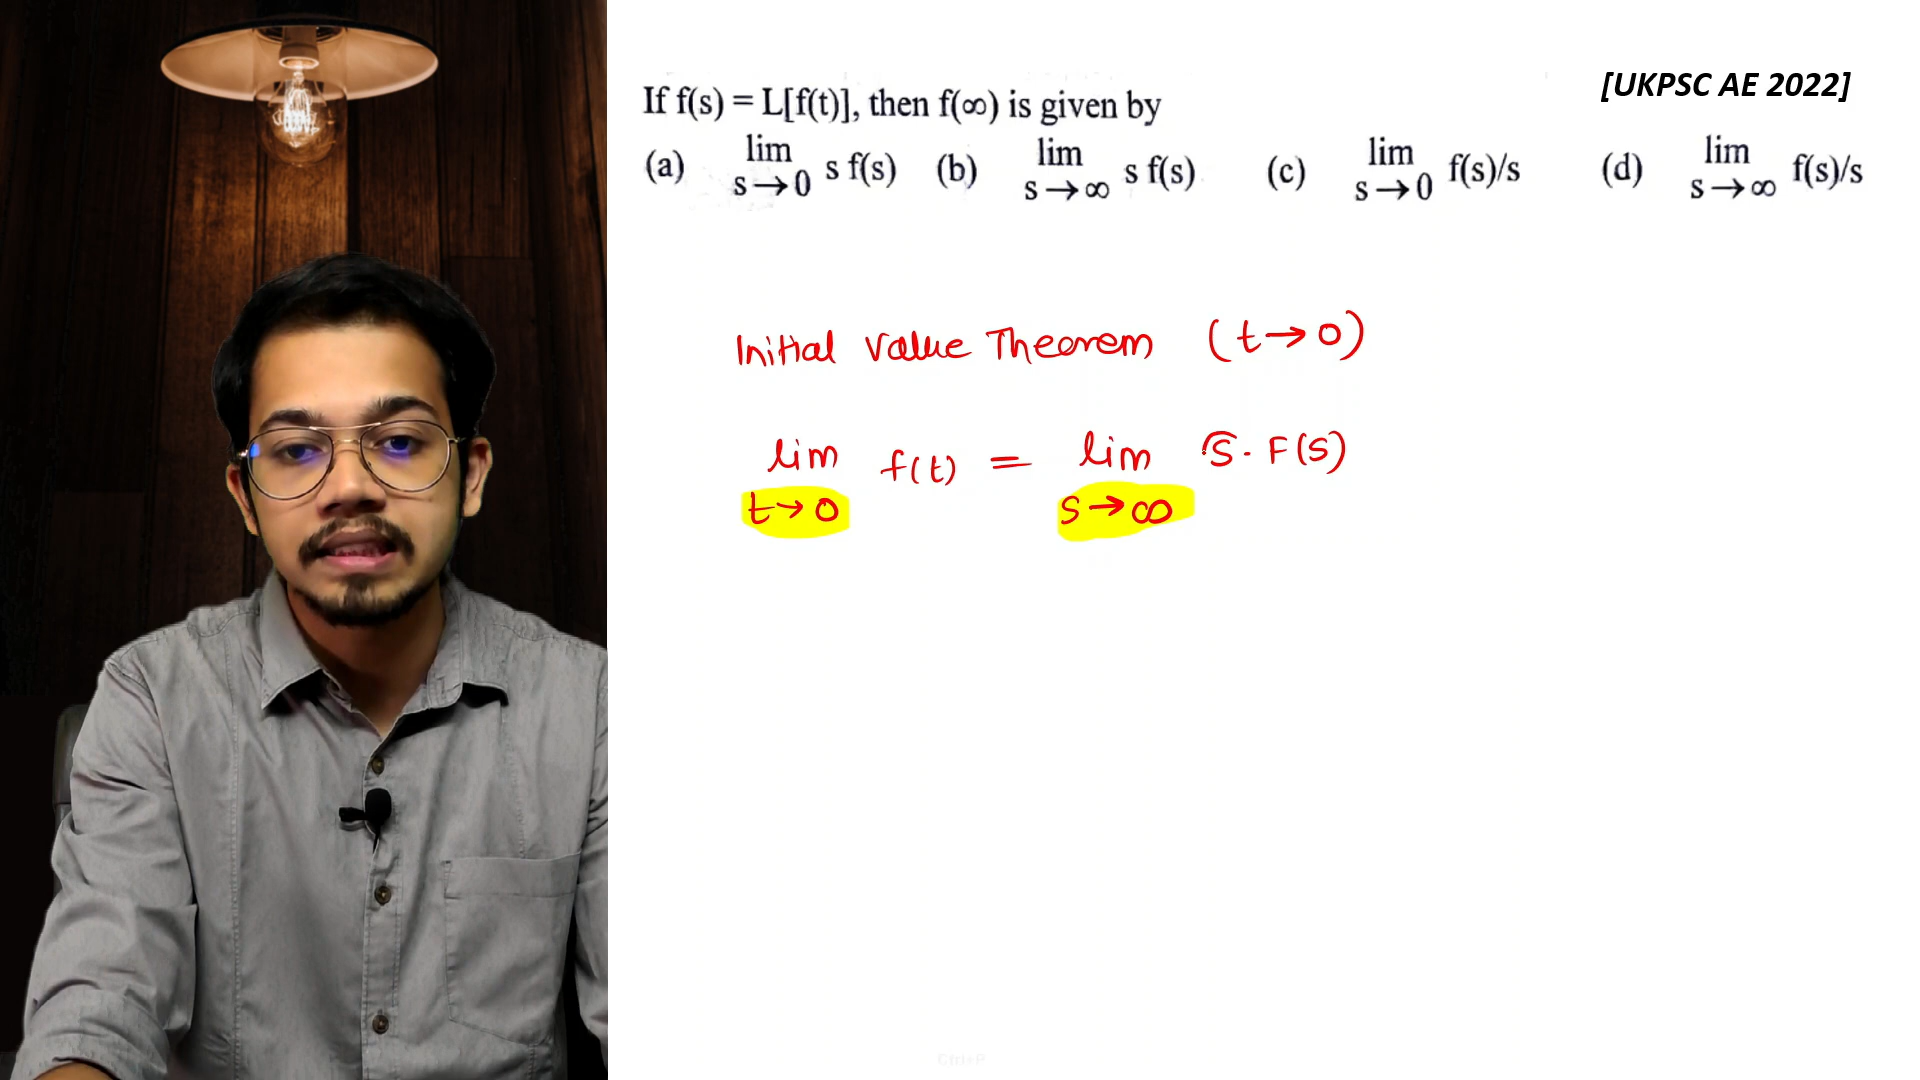 [UKPSC AE 2022]
If f(s) = L[f(t)], then f(∞) is given by
(a) lim s→0 s f(s) (b) lim s→∞ s f(s) (c) lim s→0 f(s)/s (d) lim s→∞ f(s)/s
Initial Value Theorem (t→0)
lim t→0 f(t) = lim s→∞ S. F(S)
Ctrl+P